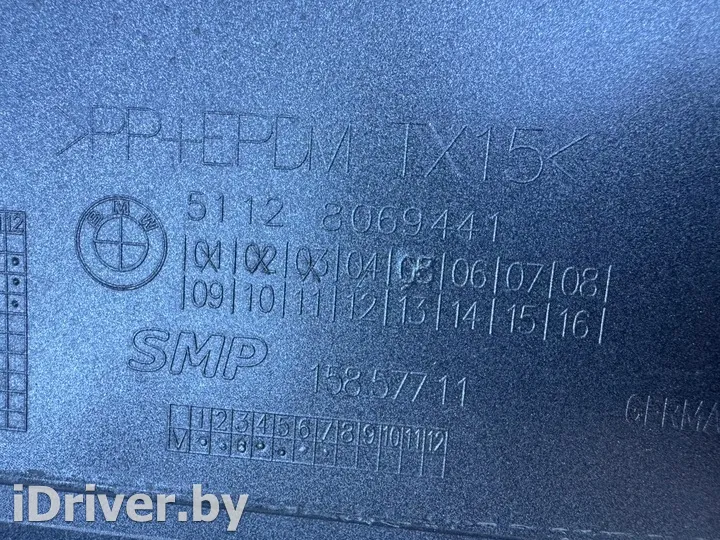 >PP+EPDM TX15<
BMW
5112 8069441
|01|02|03|04|05|06|07|08|
|09|10|11|12|13|14|15|16|
SMP
158.577 11
1 2 3 4 5 6 7 8 9 10 11 12
12
iDriver.by